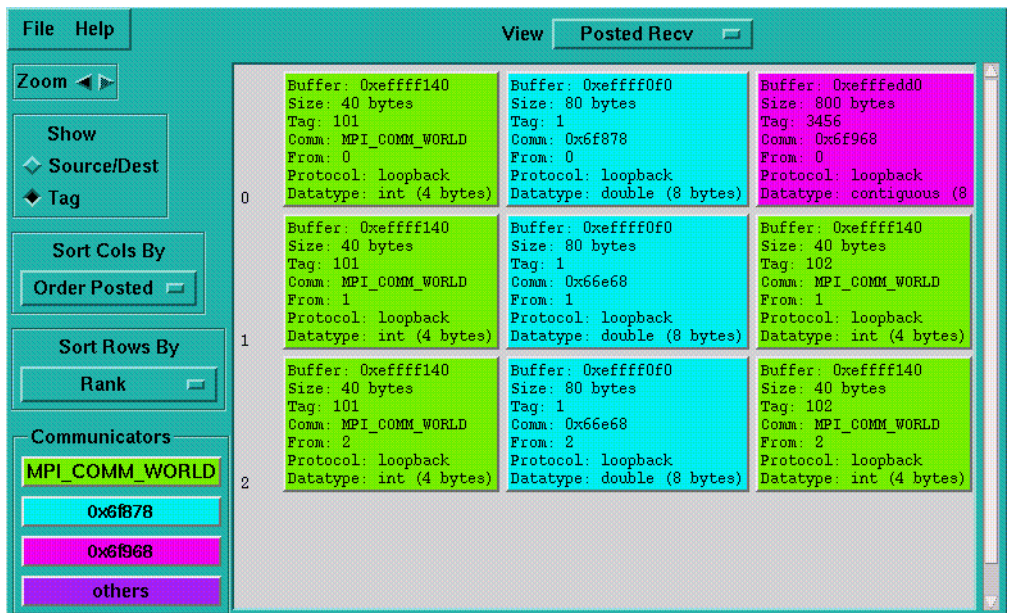 File Help
View Posted Recv
Zoom
Show
Source/Dest
Tag
Sort Cols By
Order Posted
Sort Rows By
Rank
Communicators
MPI_COMM_WORLD
0x6f878
0x6f968
others
0
Buffer: 0xeffff140
Size: 40 bytes
Tag: 101
Comm: MPI_COMM_WORLD
From: 0
Protocol: loopback
Datatype: int (4 bytes)
Buffer: 0xeffff0f0
Size: 80 bytes
Tag: 1
Comm: 0x6f878
From: 0
Protocol: loopback
Datatype: double (8 bytes)
Buffer: 0xefffedd0
Size: 800 bytes
Tag: 3456
Comm: 0x6f968
From: 0
Protocol: loopback
Datatype: contiguous (8
1
Buffer: 0xeffff140
Size: 40 bytes
Tag: 101
Comm: MPI_COMM_WORLD
From: 1
Protocol: loopback
Datatype: int (4 bytes)
Buffer: 0xeffff0f0
Size: 80 bytes
Tag: 1
Comm: 0x66e68
From: 1
Protocol: loopback
Datatype: double (8 bytes)
Buffer: 0xeffff140
Size: 40 bytes
Tag: 102
Comm: MPI_COMM_WORLD
From: 1
Protocol: loopback
Datatype: int (4 bytes)
2
Buffer: 0xeffff140
Size: 40 bytes
Tag: 101
Comm: MPI_COMM_WORLD
From: 2
Protocol: loopback
Datatype: int (4 bytes)
Buffer: 0xeffff0f0
Size: 80 bytes
Tag: 1
Comm: 0x66e68
From: 2
Protocol: loopback
Datatype: double (8 bytes)
Buffer: 0xeffff140
Size: 40 bytes
Tag: 102
Comm: MPI_COMM_WORLD
From: 2
Protocol: loopback
Datatype: int (4 bytes)